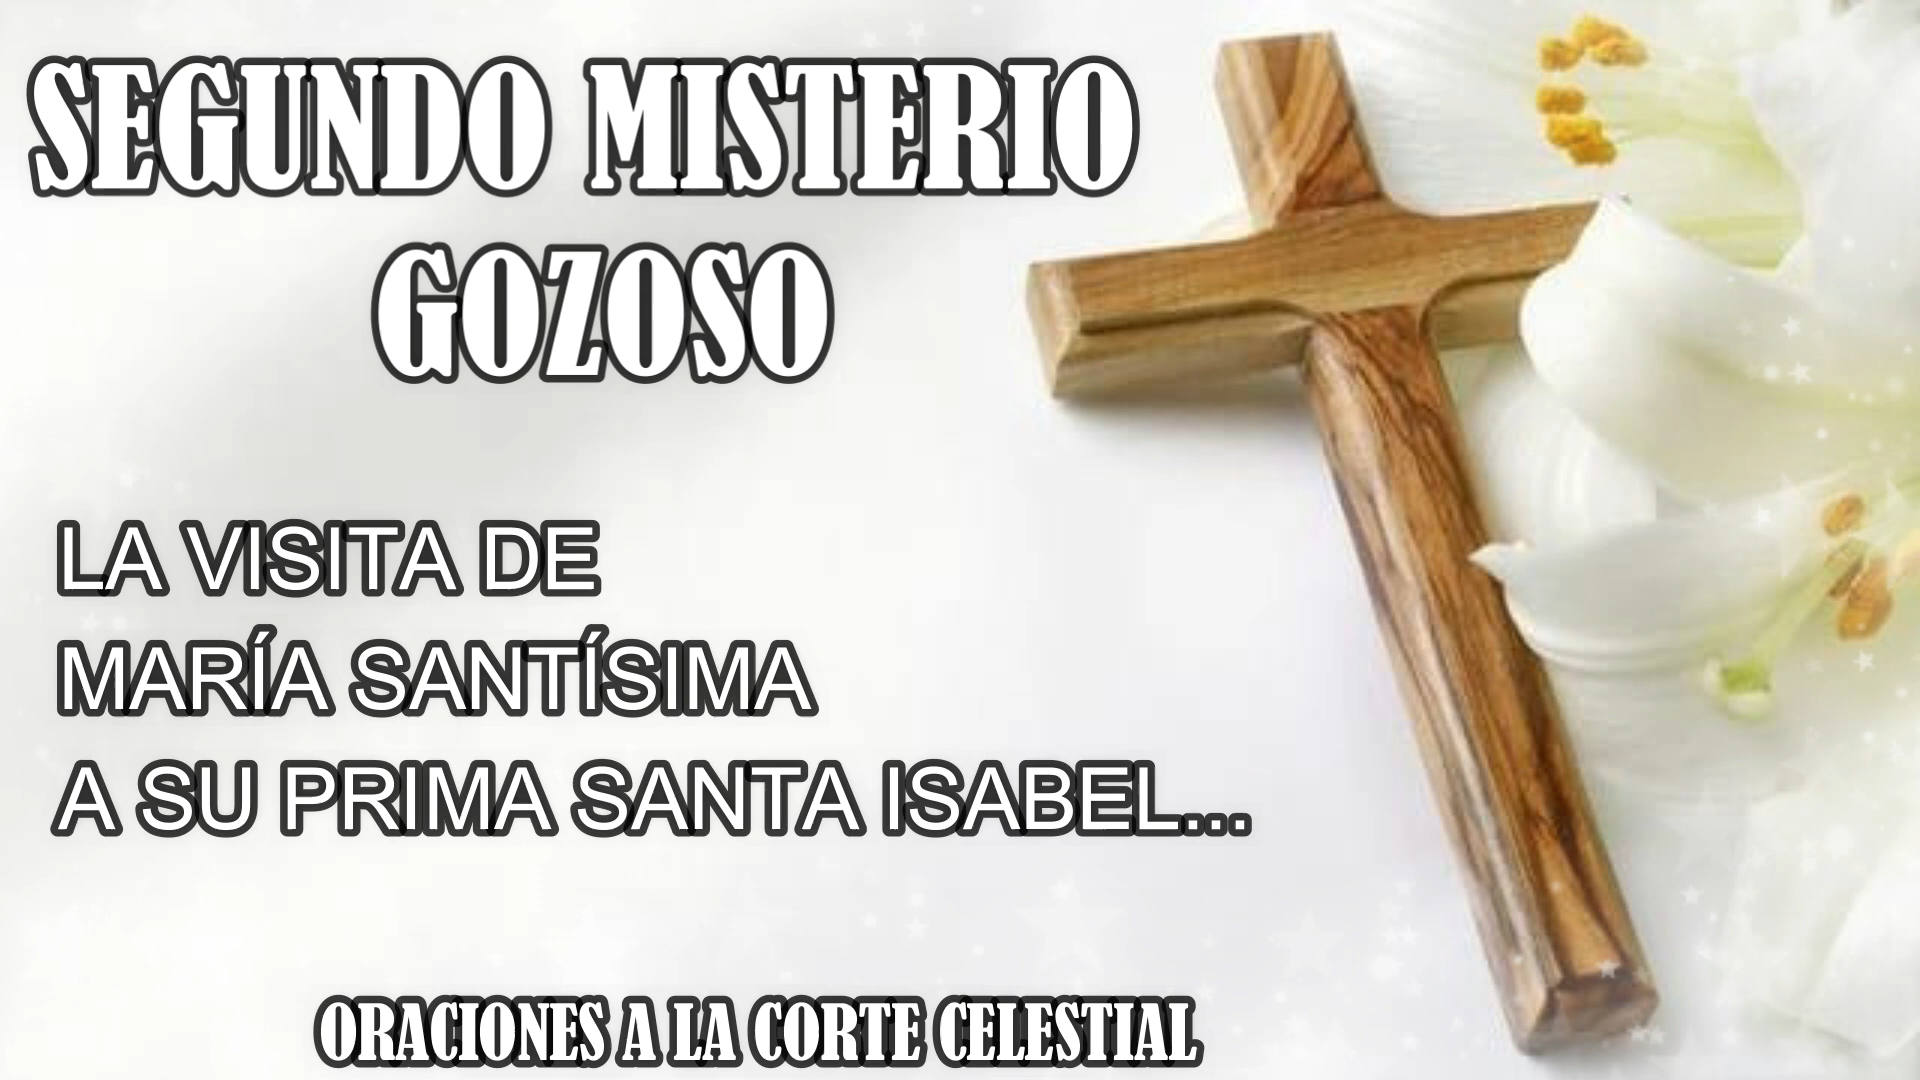 SEGUNDO MISTERIO
GOZOSO
LA VISITA DE
MARÍA SANTÍSIMA
A SU PRIMA SANTA ISABEL...
ORACIONES A LA CORTE CELESTIAL